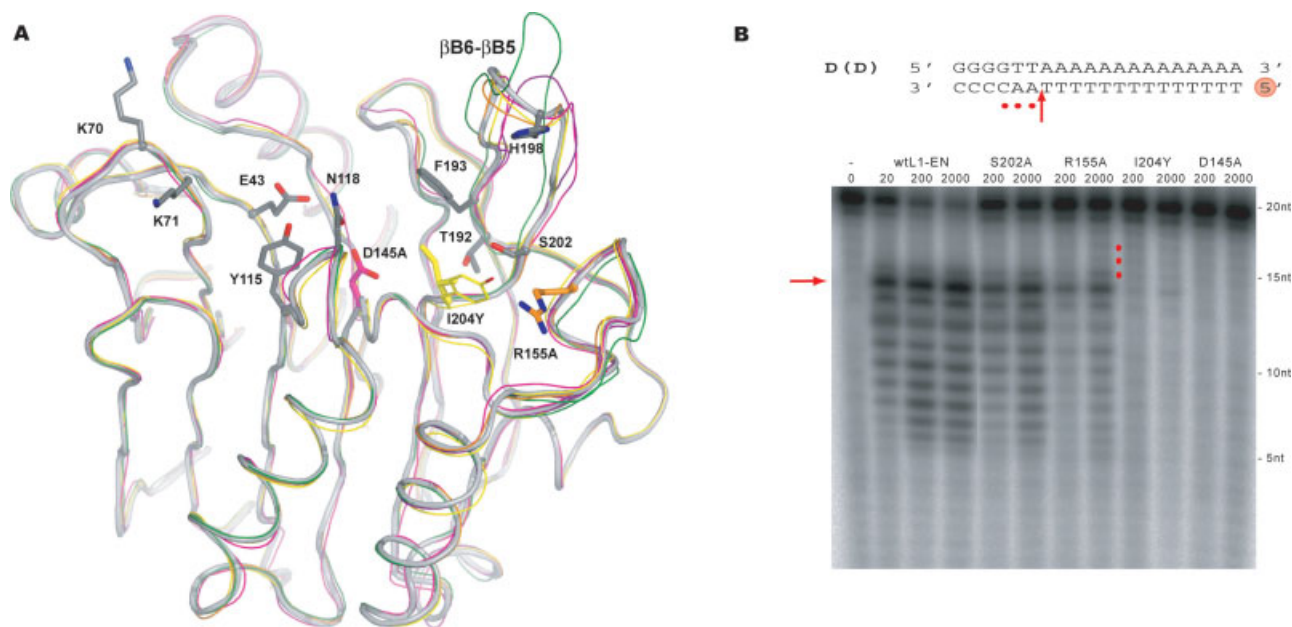 A
βB6-βB5
K70
H198
F193
E43
N118
K71
T192
S202
D145A
Y115
I204Y
R155A
B
D(D) 5' GGGGTTAAAAAAAAAAAAAA 3'
3' CCCCAATTTTTTTTTTTTTT 5'
- wtL1-EN S202A R155A I204Y D145A
0 20 200 2000 200 2000 200 2000 200 2000 200 2000
- 20nt
- 15nt
- 10nt
- 5nt